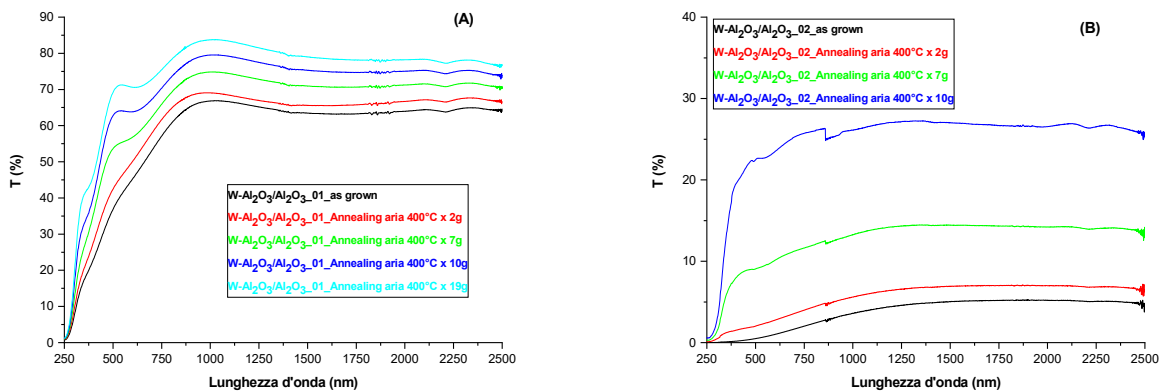 (A)
90
80
70
60
50
40
30
20
10
0
T (%)
W-Al2O3/Al2O3_01_as grown
W-Al2O3/Al2O3_01_Annealing aria 400°C x 2g
W-Al2O3/Al2O3_01_Annealing aria 400°C x 7g
W-Al2O3/Al2O3_01_Annealing aria 400°C x 10g
W-Al2O3/Al2O3_01_Annealing aria 400°C x 19g
250 500 750 1000 1250 1500 1750 2000 2250 2500
Lunghezza d'onda (nm)
(B)
40
30
20
10
0
T (%)
W-Al2O3/Al2O3_02_as grown
W-Al2O3/Al2O3_02_Annealing aria 400°C x 2g
W-Al2O3/Al2O3_02_Annealing aria 400°C x 7g
W-Al2O3/Al2O3_02_Annealing aria 400°C x 10g
250 500 750 1000 1250 1500 1750 2000 2250 2500
Lunghezza d'onda (nm)